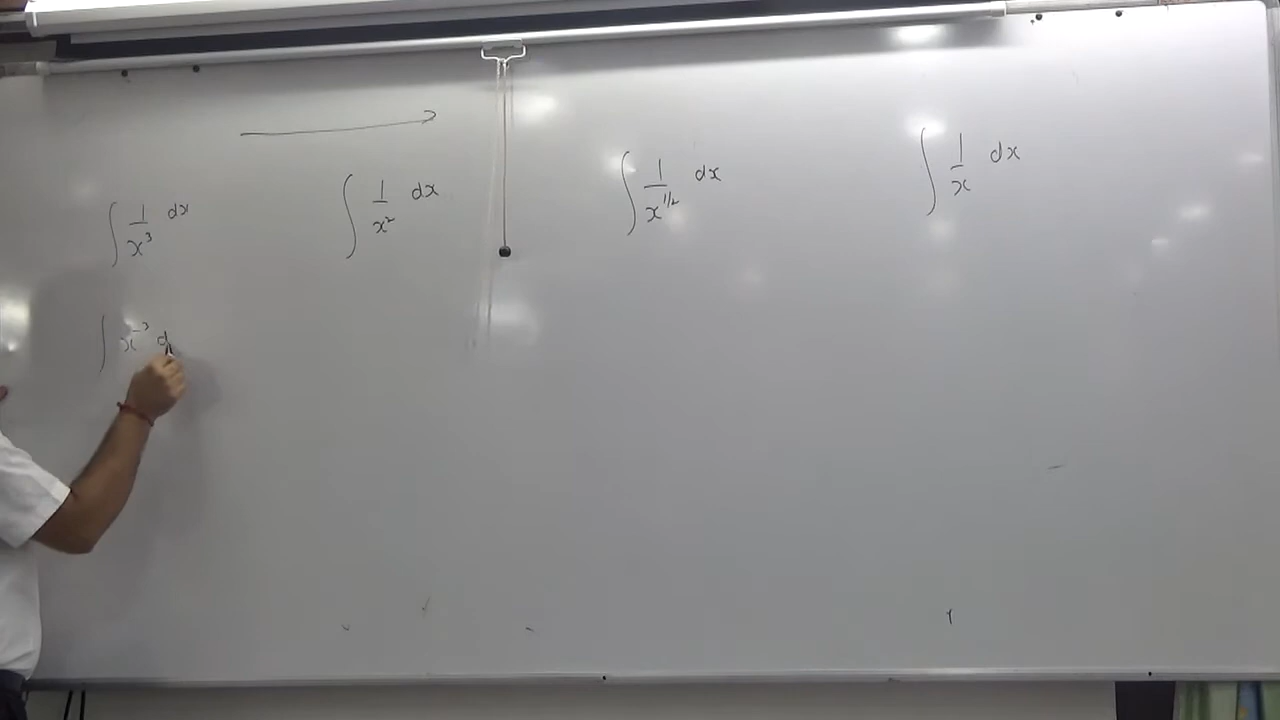 ∫ 1/x³ dx
∫ 1/x² dx
∫ 1/x^{1/2} dx
∫ 1/x dx
∫ x⁻³ d